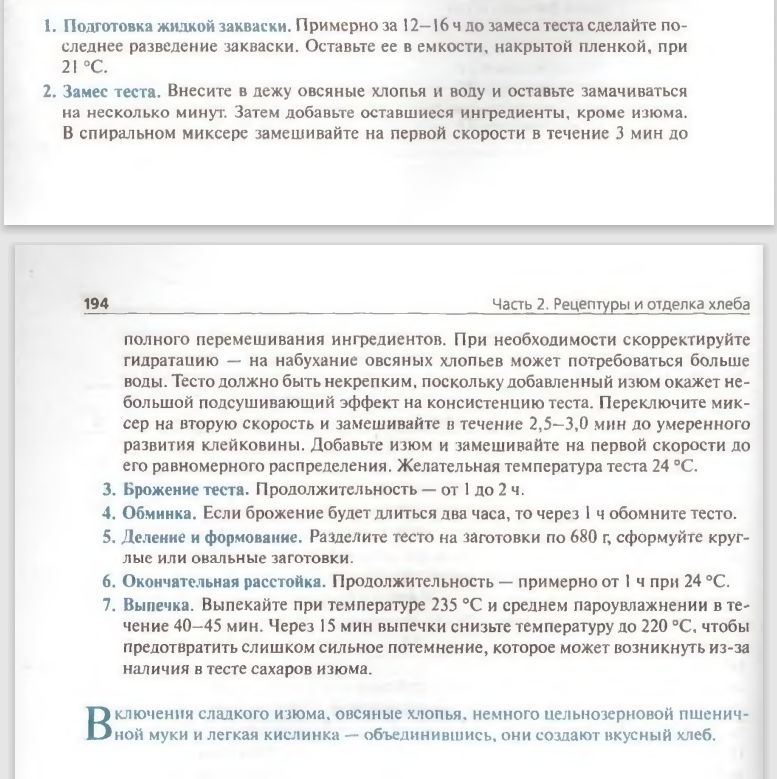 1. Подготовка жидкой закваски. Примерно за 12—16 ч до замеса теста сделайте по-
следнее разведение закваски. Оставьте ее в емкости, накрытой пленкой, при
21 °С.
2. Замес теста. Внесите в дежу овсяные хлопья и воду и оставьте замачиваться
на несколько минут. Затем добавьте оставшиеся ингредиенты, кроме изюма.
В спиральном миксере замешивайте на первой скорости в течение 3 мин до
194 Часть 2. Рецептуры и отделка хлеба
полного перемешивания ингредиентов. При необходимости скорректируйте
гидратацию — на набухание овсяных хлопьев может потребоваться больше
воды. Тесто должно быть некрепким, поскольку добавленный изюм окажет не-
большой подсушивающий эффект на консистенцию теста. Переключите мик-
сер на вторую скорость и замешивайте в течение 2,5—3,0 мин до умеренного
развития клейковины. Добавьте изюм и замешивайте на первой скорости до
его равномерного распределения. Желательная температура теста 24 °С.
3. Брожение теста. Продолжительность — от 1 до 2 ч.
4. Обминка. Если брожение будет длиться два часа, то через 1 ч обомните тесто.
5. Деление и формование. Разделите тесто на заготовки по 680 г, сформуйте круг-
лые или овальные заготовки.
6. Окончательная расстойка. Продолжительность — примерно от 1 ч при 24 °С.
7. Выпечка. Выпекайте при температуре 235 °С и среднем пароувлажнении в те-
чение 40—45 мин. Через 15 мин выпечки снизьте температуру до 220 °С, чтобы
предотвратить слишком сильное потемнение, которое может возникнуть из-за
наличия в тесте сахаров изюма.
Включения сладкого изюма, овсяные хлопья, немного цельнозерновой пшенич-
ной муки и легкая кислинка — объединившись, они создают вкусный хлеб.